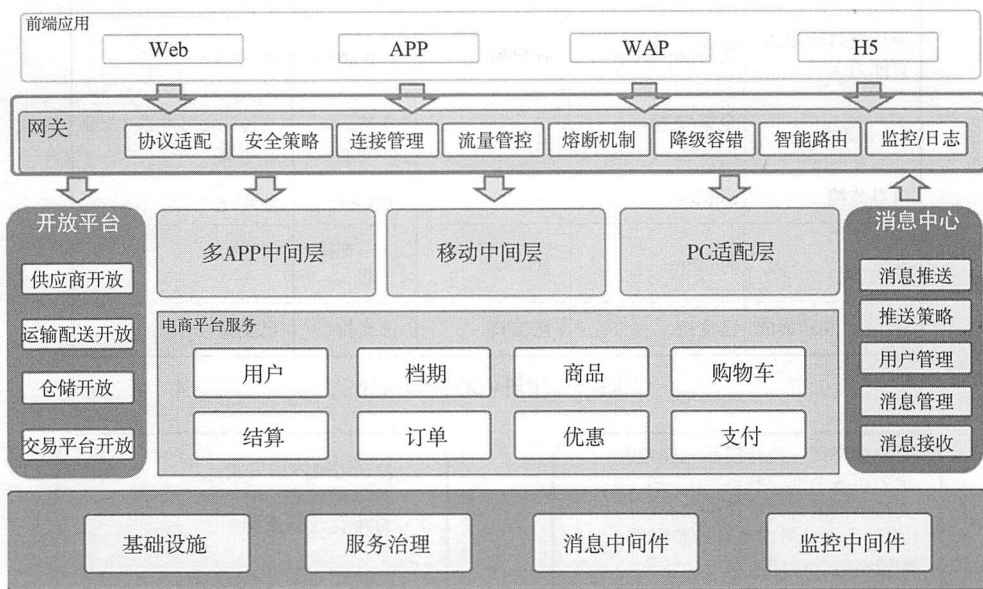 前端应用
Web
APP
WAP
H5
网关
协议适配
安全策略
连接管理
流量管控
熔断机制
降级容错
智能路由
监控/日志
开放平台
供应商开放
运输配送开放
仓储开放
交易平台开放
多APP中间层
移动中间层
PC适配层
电商平台服务
用户
档期
商品
购物车
结算
订单
优惠
支付
消息中心
消息推送
推送策略
用户管理
消息管理
消息接收
基础设施
服务治理
消息中间件
监控中间件